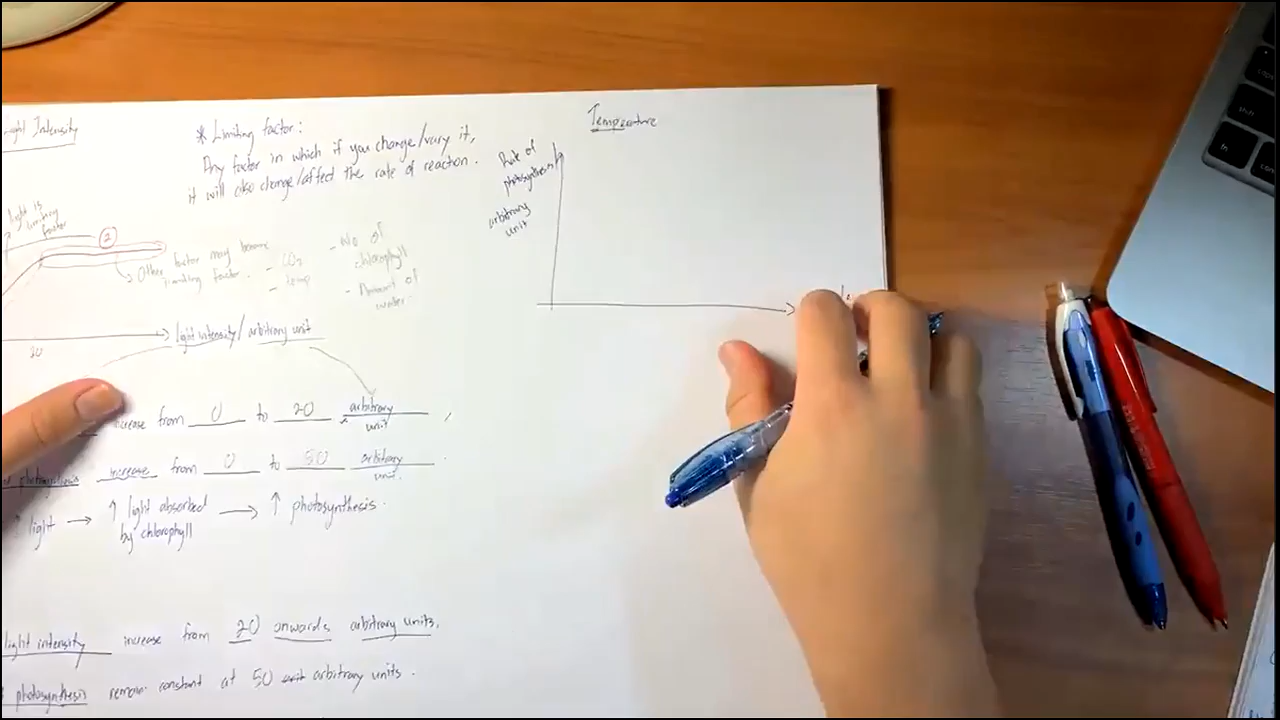 Light Intensity
* Limiting factor:
Any factor in which if you change/vary it,
it will also change/affect the rate of reaction.
light is
limiting
factor
2
Other factor may become
limiting factor.
- CO2
- temp
- No of
chlorophyll
- Amount of
water.
light intensity/arbitrary unit
30
increase from 0 to 20 arbitrary
unit
photosynthesis increase from 0 to 50 arbitrary
unit.
↑ light → ↑ light absorbed
by chlorophyll → ↑ photosynthesis.
light intensity increase from 20 onwards arbitrary units,
photosynthesis remain constant at 50 arbitrary units.
Temperature
Rate of
photosynthesis
arbitrary
unit
fn